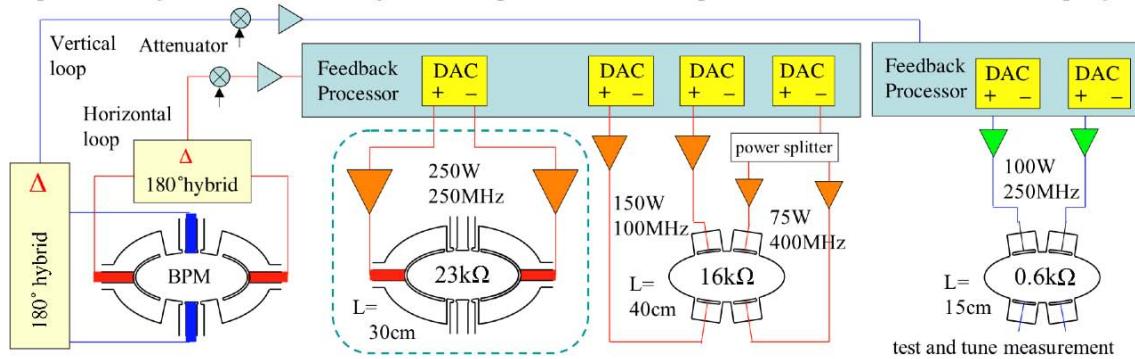 Vertical
loop
Attenuator
Horizontal
loop
Δ
180° hybrid
Δ
180°hybrid
BPM
Feedback
Processor
DAC
+ −
DAC
+ −
DAC
+ −
DAC
+ −
250W
250MHz
23kΩ
L=
30cm
150W
100MHz
power splitter
75W
400MHz
16kΩ
L=
40cm
Feedback
Processor
DAC
+ −
DAC
+ −
100W
250MHz
0.6kΩ
L=
15cm
test and tune measurement